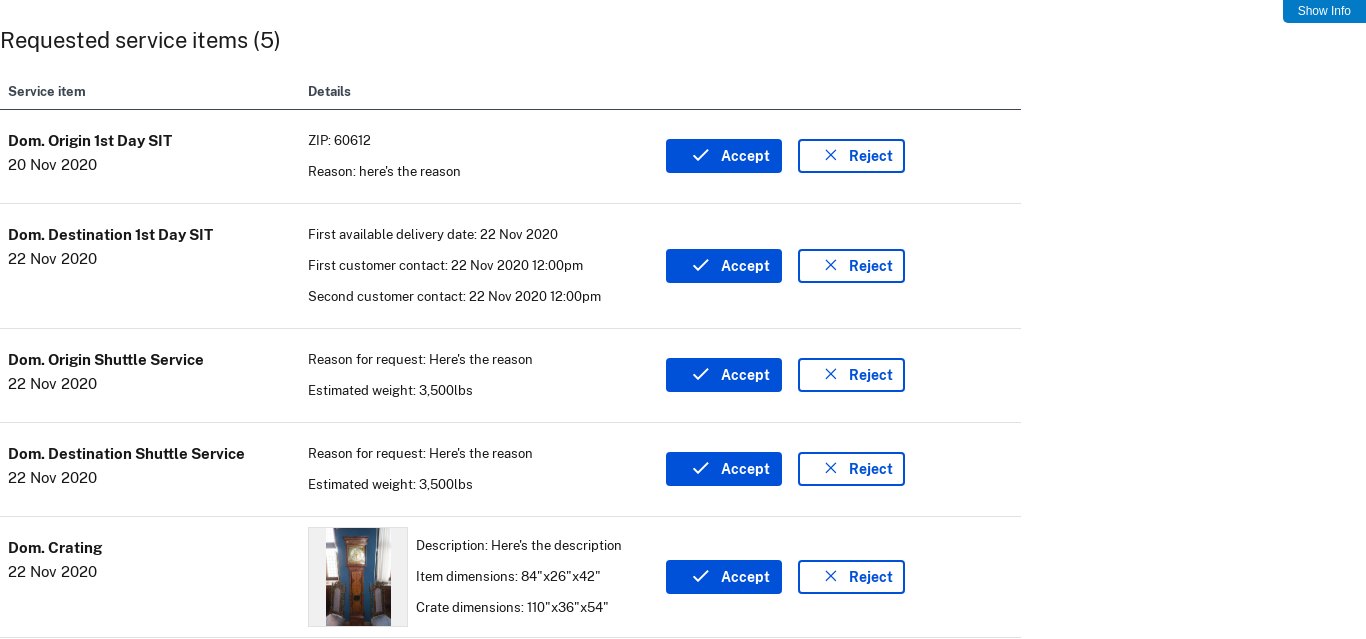 Show Info
Requested service items (5)
Service item Details
Dom. Origin 1st Day SIT
20 Nov 2020
ZIP: 60612
Reason: here's the reason
Accept Reject
Dom. Destination 1st Day SIT
22 Nov 2020
First available delivery date: 22 Nov 2020
First customer contact: 22 Nov 2020 12:00pm
Second customer contact: 22 Nov 2020 12:00pm
Accept Reject
Dom. Origin Shuttle Service
22 Nov 2020
Reason for request: Here's the reason
Estimated weight: 3,500lbs
Accept Reject
Dom. Destination Shuttle Service
22 Nov 2020
Reason for request: Here's the reason
Estimated weight: 3,500lbs
Accept Reject
Dom. Crating
22 Nov 2020
Description: Here's the description
Item dimensions: 84"x26"x42"
Crate dimensions: 110"x36"x54"
Accept Reject